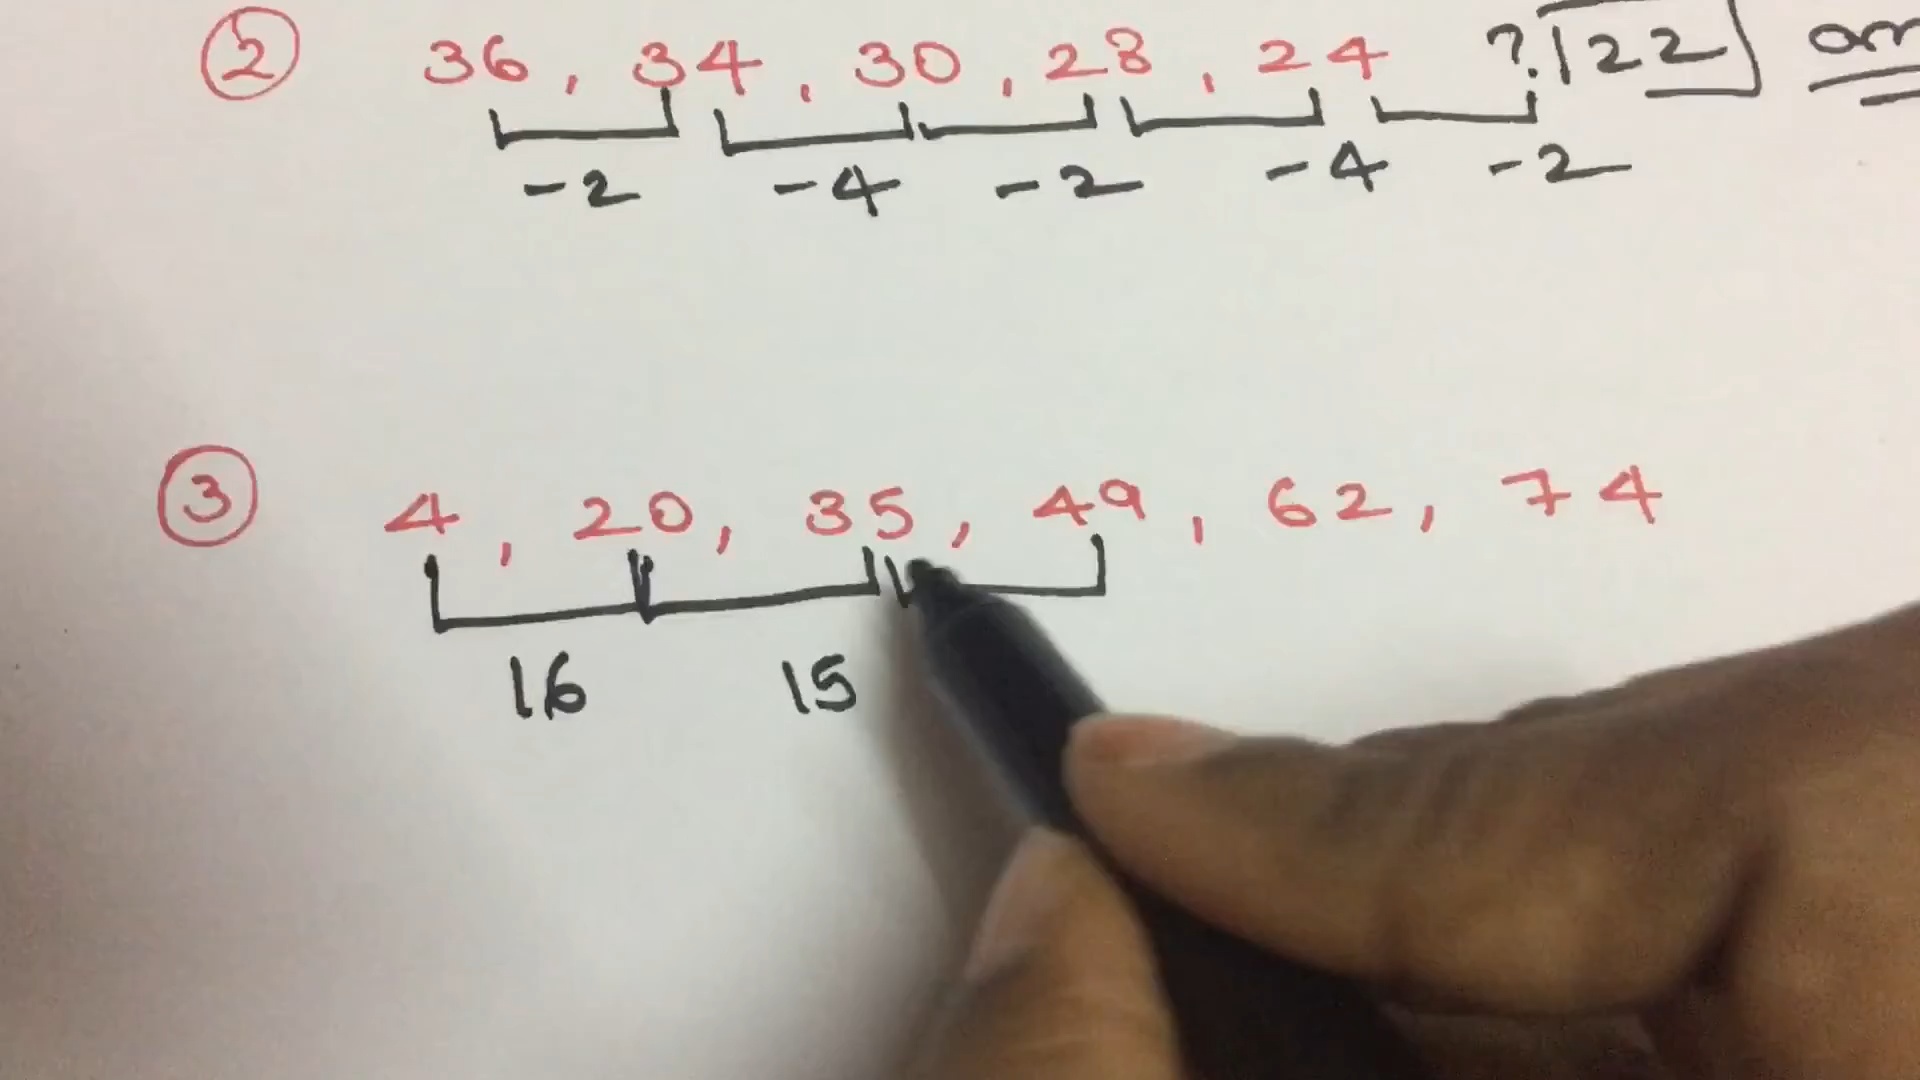 2 36, 34, 30, 28, 24 ? 22
-2 -4 -2 -4 -2
3 4, 20, 35, 49, 62, 74
16 15